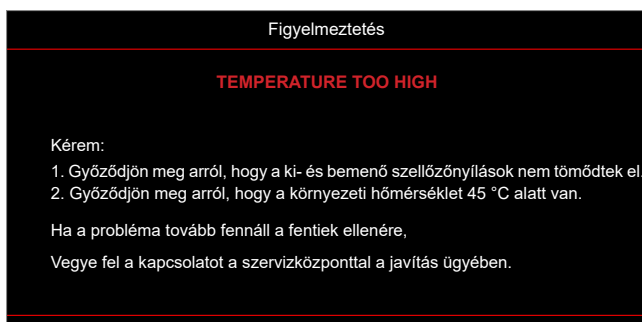 Figyelmeztetés
TEMPERATURE TOO HIGH
Kérem:
1. Győződjön meg arról, hogy a ki- és bemenő szellőzőnyílások nem tömődtek el.
2. Győződjön meg arról, hogy a környezeti hőmérséklet 45 °C alatt van.
Ha a probléma tovább fennáll a fentiek ellenére,
Vegye fel a kapcsolatot a szervizközponttal a javítás ügyében.